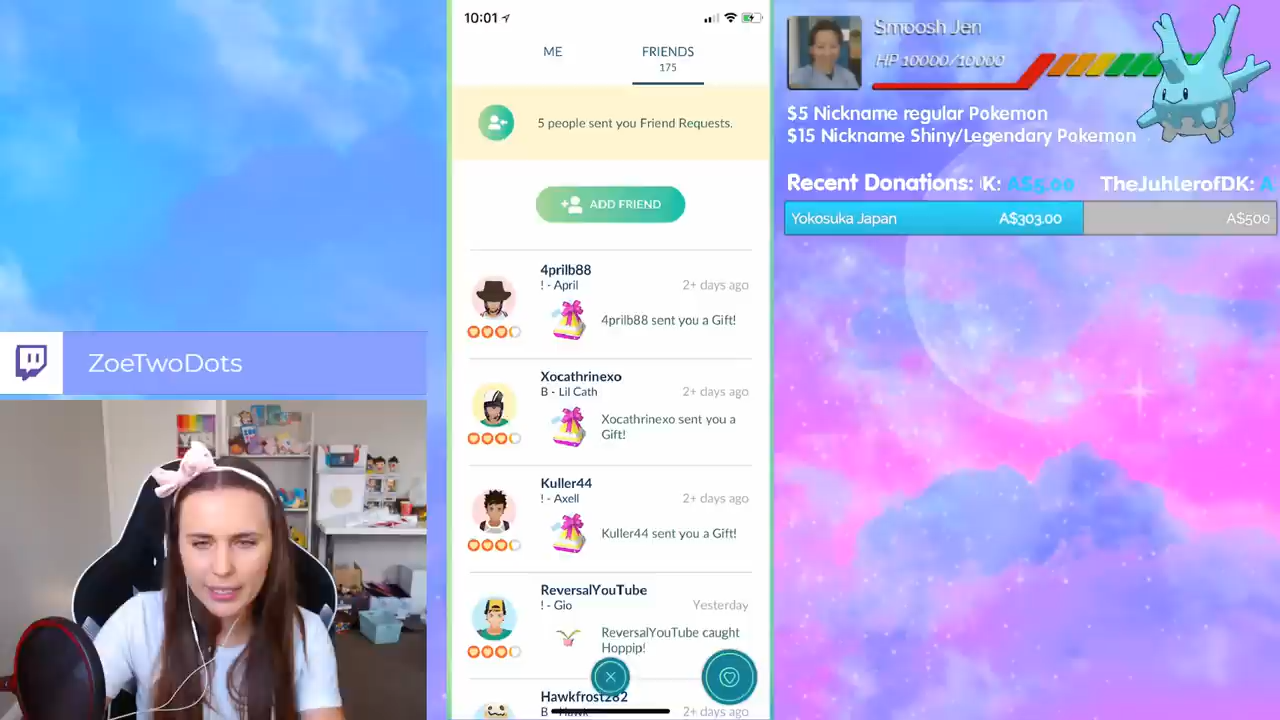 10:01
ME
FRIENDS
175
5 people sent you Friend Requests.
ADD FRIEND
4prilb88
! - April
2+ days ago
4prilb88 sent you a Gift!
Xocathrinexo
B - Lil Cath
2+ days ago
Xocathrinexo sent you a
Gift!
Kuller44
! - Axell
2+ days ago
Kuller44 sent you a Gift!
ReversalYouTube
! - Gio
Yesterday
ReversalYouTube caught
Hoppip!
Hawkfrost282
B - Hawk
2+ days ago
ZoeTwoDots
Smoosh Jen
HP 10000/10000
$5 Nickname regular Pokemon
$15 Nickname Shiny/Legendary Pokemon
Recent Donations: K: A$5.00 TheJuhlerofDK: A
Yokosuka Japan A$303.00 A$500